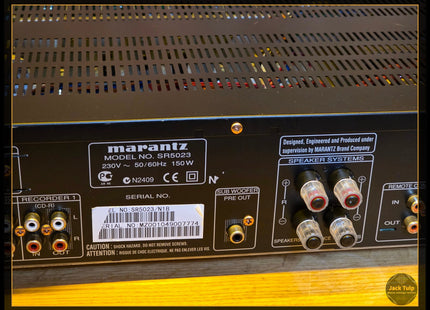 marantz
MODEL NO. SR5023
230V ~ 50/60Hz 150W
N2409 CE
Designed, Engineered and Produced under
supervision by MARANTZ Brand Company
SPEAKER SYSTEMS
SERIAL NO.
SUB WOOFER
PRE OUT
RECORDER 1
(CD-R)
REMOTE
L
R
IN OUT
SR5023/N1B
SERIAL NO:MZ001049007774
CAUTION : SHOCK HAZARD. DO NOT REMOVE SCREWS.
ATTENTION : RISQUE DE CHOC ELECTRIQUE, NE PAS ENLEVER LES VIS
R
L
IN
OUT
Jack Tulp